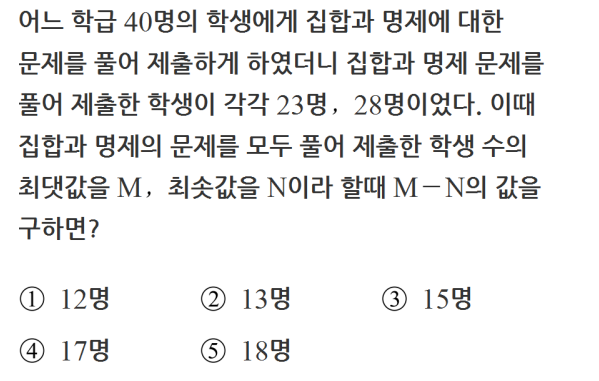 어느 학급 40명의 학생에게 집합과 명제에 대한
문제를 풀어 제출하게 하였더니 집합과 명제 문제를
풀어 제출한 학생이 각각 23명, 28명이었다. 이때
집합과 명제의 문제를 모두 풀어 제출한 학생 수의
최댓값을 M, 최솟값을 N이라 할때 M-N의 값을
구하면?
① 12명 ② 13명 ③ 15명
④ 17명 ⑤ 18명